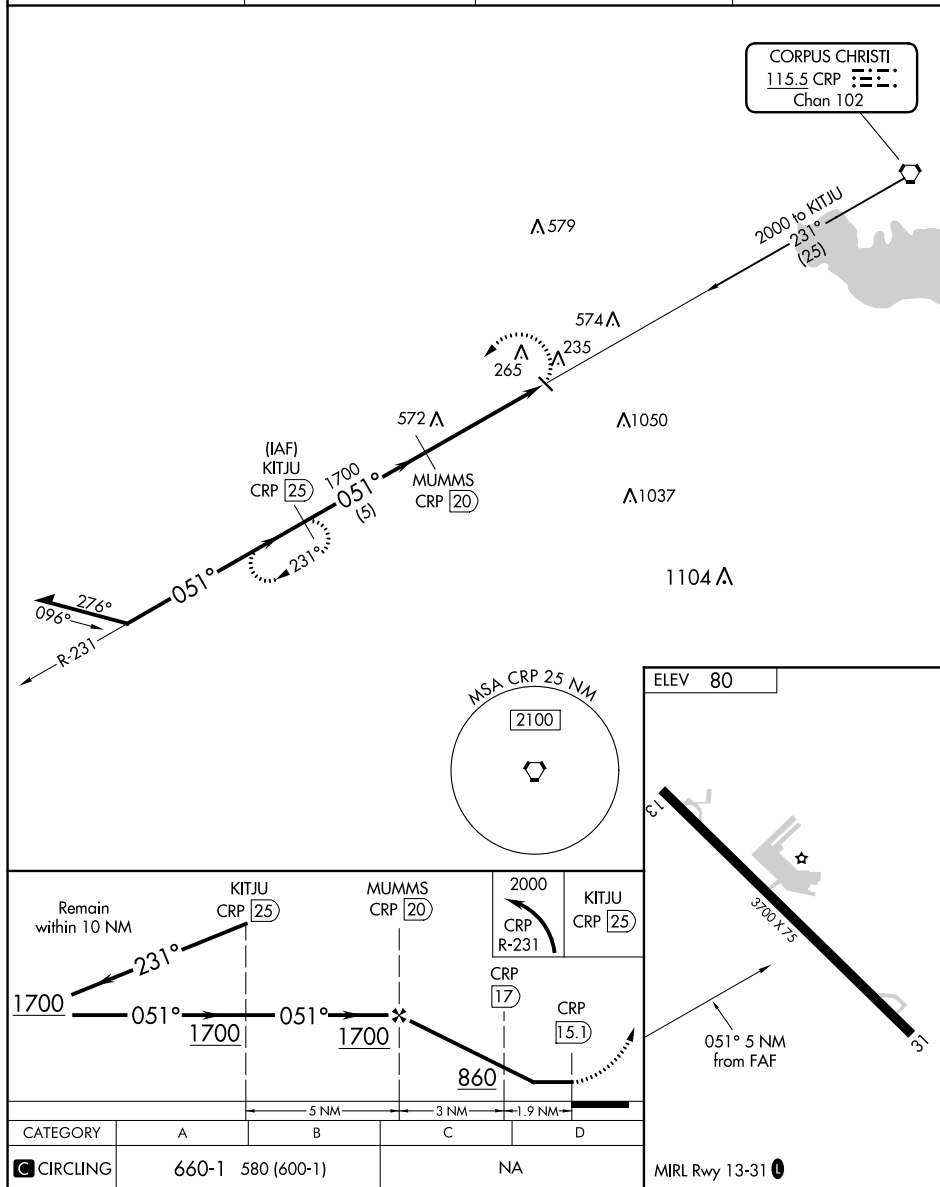 CORPUS CHRISTI
115.5 CRP
Chan 102
2000 to KITJU
231°
(25)
579
574
235
265
572
1050
(IAF)
KITJU
CRP 25
1700
051°
(5)
MUMMS
CRP 20
1037
231°
051°
1104
276°
096°
R-231
MSA CRP 25 NM
2100
ELEV 80
13
3700 X 75
31
051° 5 NM
from FAF
MIRL Rwy 13-31 L
Remain
within 10 NM
KITJU
CRP 25
MUMMS
CRP 20
2000
CRP
R-231
KITJU
CRP 25
231°
1700
051°
1700
051°
1700
CRP
17
CRP
15.1
860
5 NM
3 NM
1.9 NM
CATEGORY A B C D
C CIRCLING 660-1 580 (600-1) NA